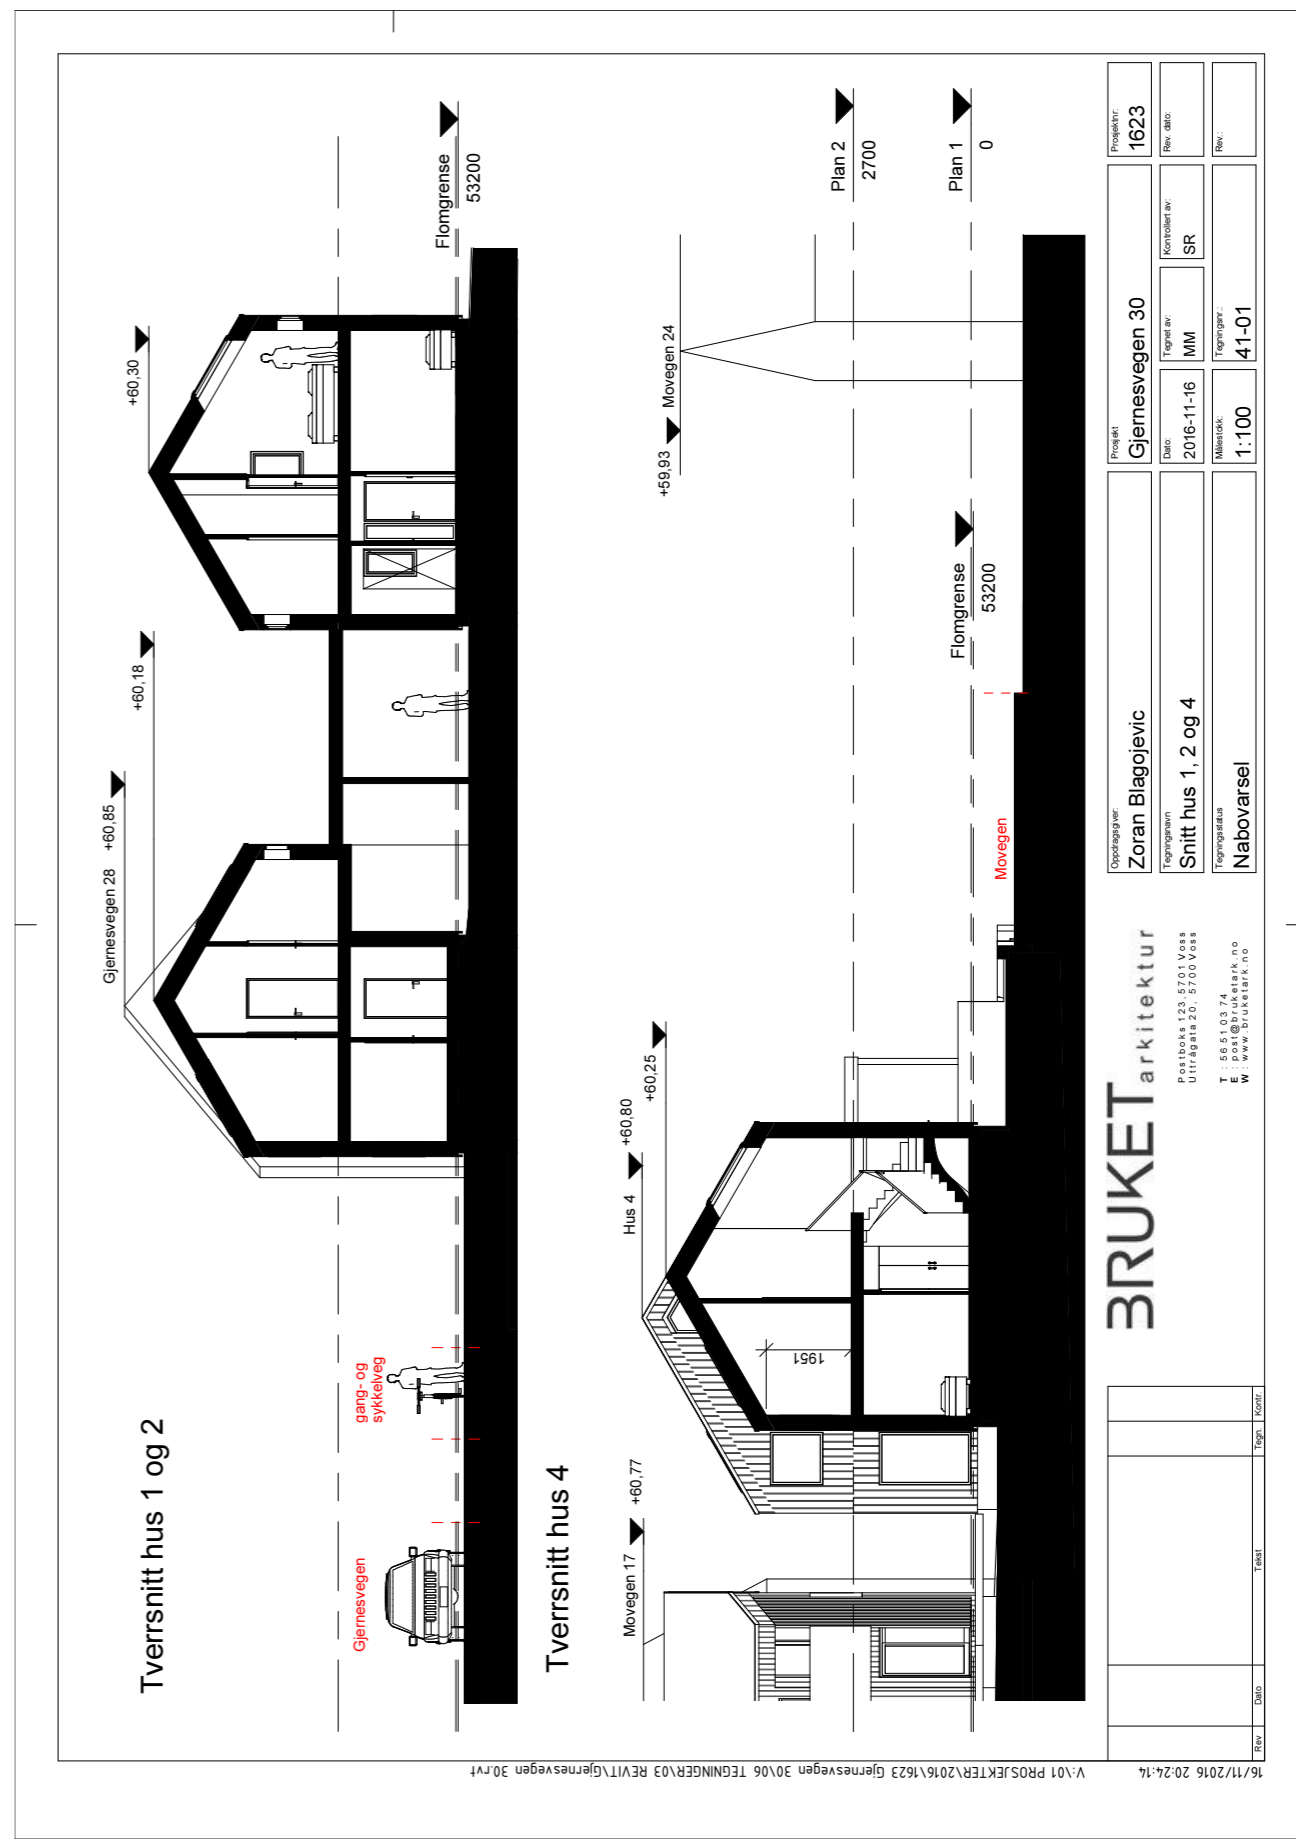 Tverrsnitt hus 1 og 2
Gjernesvegen 28 +60,85
+60,18
+60,30
Gjernesvegen
gang- og
sykkelveg
Flomgrense
53200
Tverrsnitt hus 4
Movegen 17 +60,77
Hus 4 +60,80
+60,25
1951
Movegen
+59,93 Movegen 24
Flomgrense
53200
Plan 2
2700
Plan 1
0
Rev
Dato
Tekst
Tegn.
Kontr.
BRUKET
arkitektur
Postboks 123, 5701 Voss
Uttrågata 20, 5700 Voss
T : 56 51 03 74
E : post@bruketark.no
W : www.bruketark.no
Oppdragsgiver:
Zoran Blagojevic
Prosjekt
Gjernesvegen 30
Prosjektnr:
1623
Tegningsnavn
Snitt hus 1, 2 og 4
Dato:
2016-11-16
Tegnet av:
MM
Kontrollert av:
SR
Rev. dato:
Tegningsstatus
Nabovarsel
Målestokk:
1:100
Tegningsnr.:
41-01
Rev.:
V:\01 PROSJEKTER\2016\1623 Gjernesvegen 30\06 TEGNINGER\03 REVIT\Gjernesvegen 30.rvt
16/11/2016 20:24:14